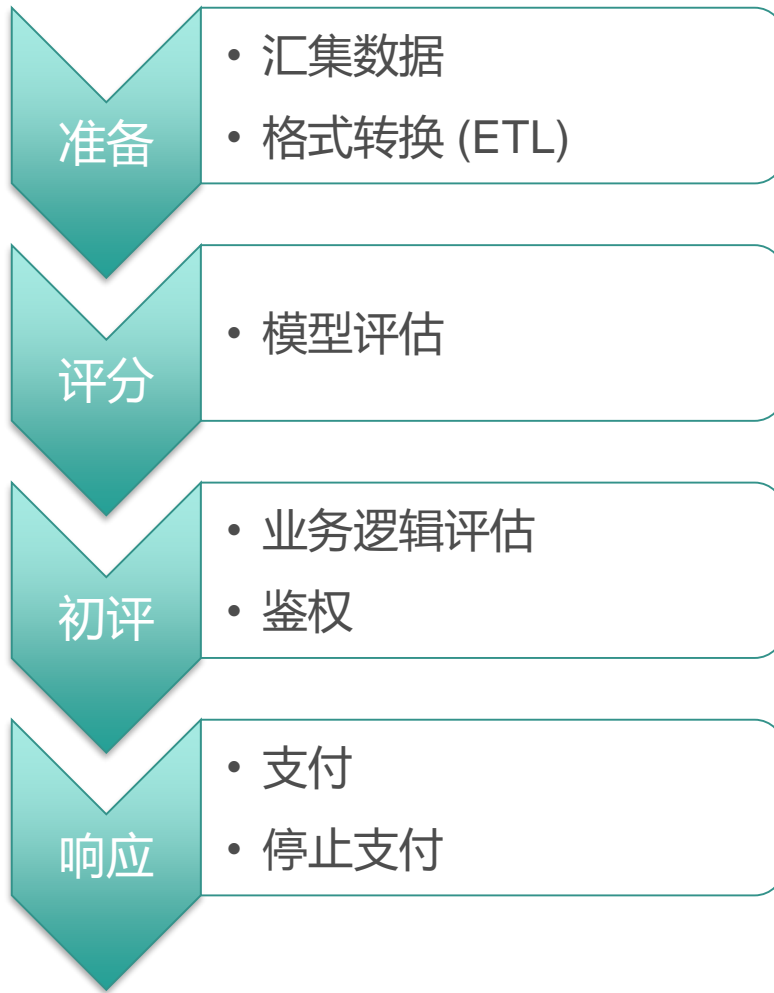 准备
• 汇集数据
• 格式转换 (ETL)
评分
• 模型评估
初评
• 业务逻辑评估
• 鉴权
响应
• 支付
• 停止支付